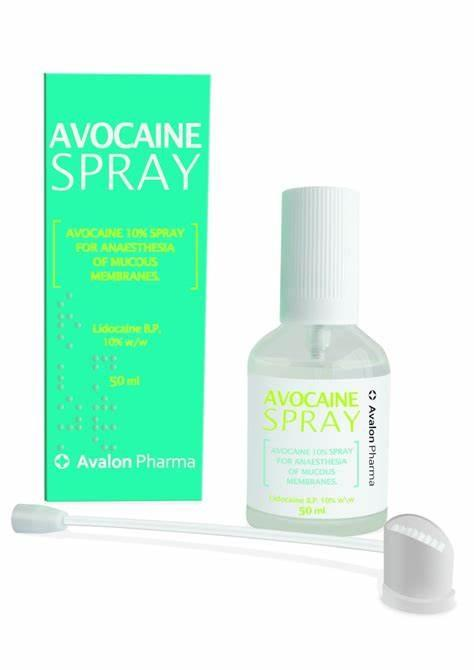 AVOCAINE
SPRAY
AVOCAINE 10% SPRAY
FOR ANAESTHESIA
OF MUCOUS
MEMBRANES.
Lidocaine B.P.
10% w/w
50 ml
Avalon Pharma
AVOCAINE
SPRAY
AVOCAINE 10% SPRAY
FOR ANAESTHESIA
OF MUCOUS
MEMBRANES.
Lidocaine B.P. 10% w\w
50 ml
Avalon Pharma